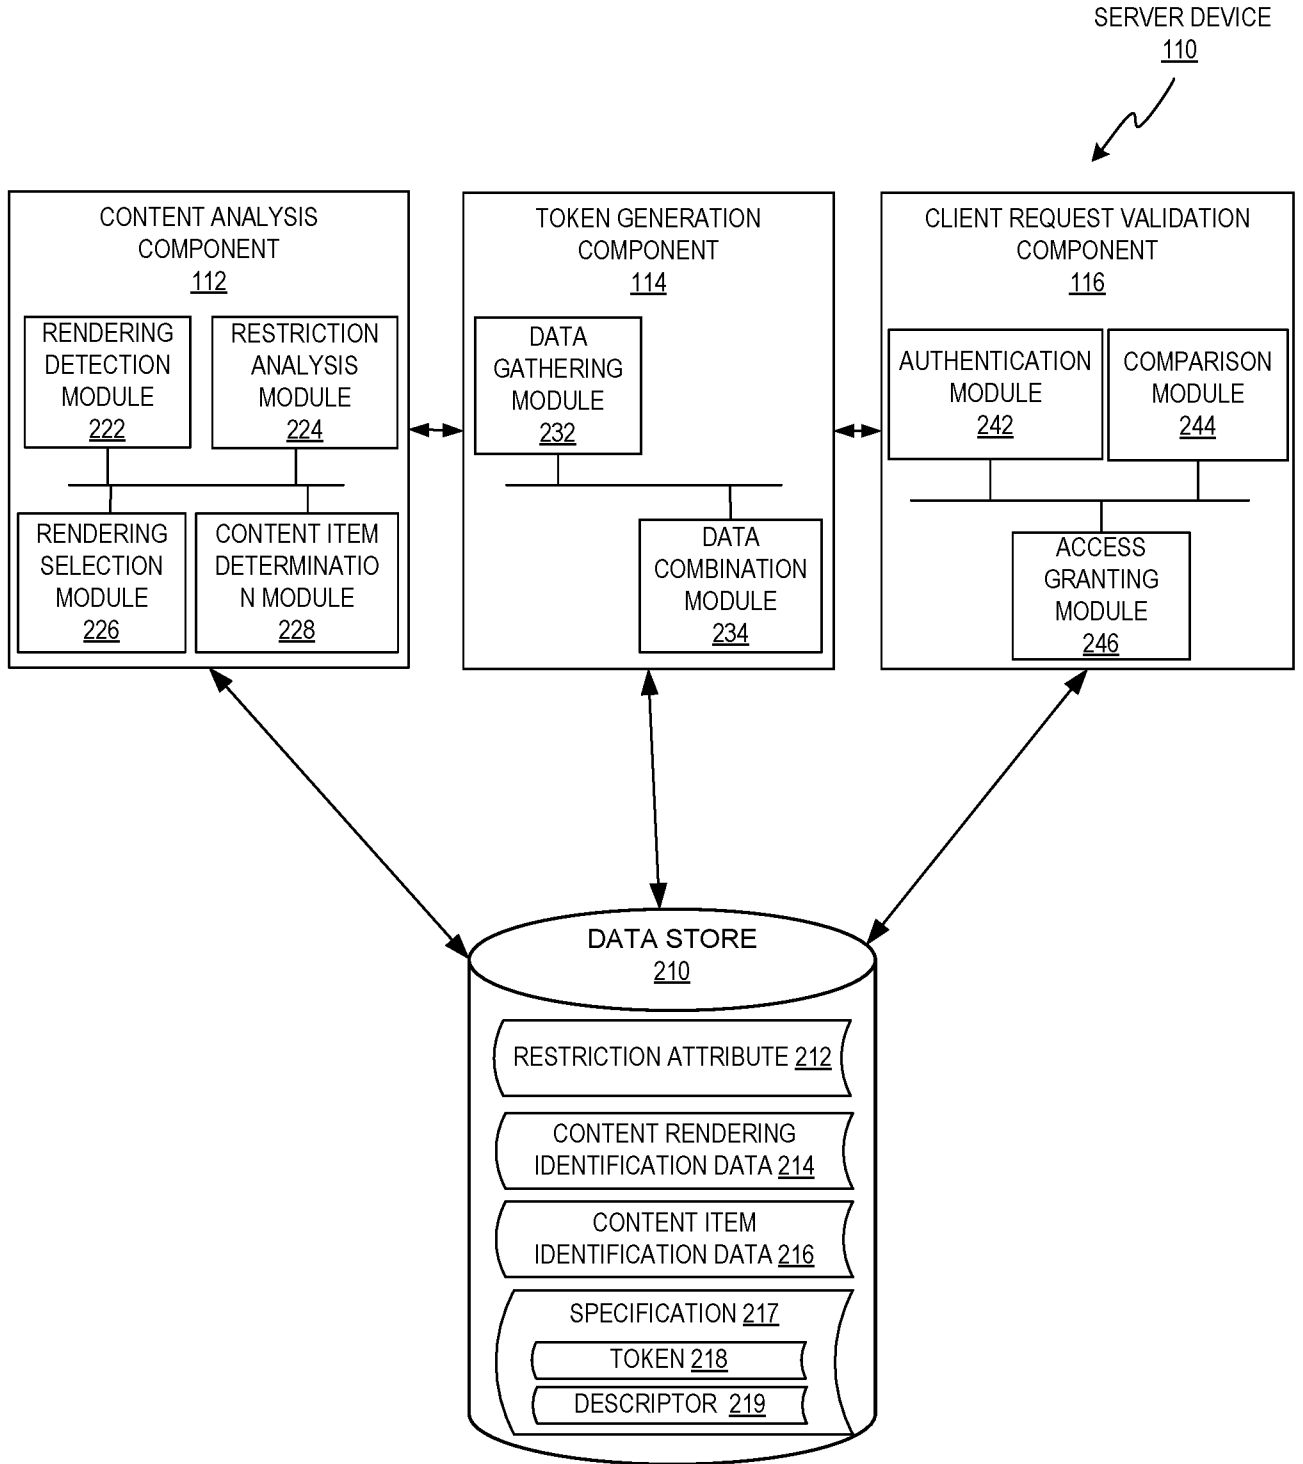 SERVER DEVICE
110
CONTENT ANALYSIS
COMPONENT
112
RENDERING
DETECTION
MODULE
222
RESTRICTION
ANALYSIS
MODULE
224
RENDERING
SELECTION
MODULE
226
CONTENT ITEM
DETERMINATIO
N MODULE
228
TOKEN GENERATION
COMPONENT
114
DATA
GATHERING
MODULE
232
DATA
COMBINATION
MODULE
234
CLIENT REQUEST VALIDATION
COMPONENT
116
AUTHENTICATION
MODULE
242
COMPARISON
MODULE
244
ACCESS
GRANTING
MODULE
246
DATA STORE
210
RESTRICTION ATTRIBUTE 212
CONTENT RENDERING
IDENTIFICATION DATA 214
CONTENT ITEM
IDENTIFICATION DATA 216
SPECIFICATION 217
TOKEN 218
DESCRIPTOR 219